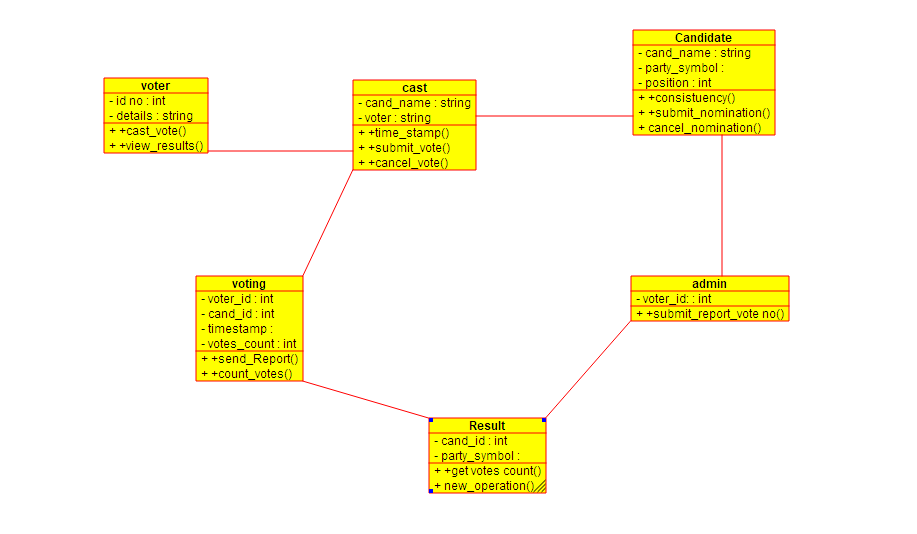 voter
- id no : int
- details : string
+ +cast_vote()
+ +view_results()
cast
- cand_name : string
- voter : string
+ +time_stamp()
+ +submit_vote()
+ +cancel_vote()
Candidate
- cand_name : string
- party_symbol :
- position : int
+ +consistuency()
+ +submit_nomination()
+ cancel_nomination()
voting
- voter_id : int
- cand_id : int
- timestamp :
- votes_count : int
+ +send_Report()
+ +count_votes()
admin
- voter_id: : int
+ +submit_report_vote no()
Result
- cand_id : int
- party_symbol :
+ +get votes count()
+ new_operation()